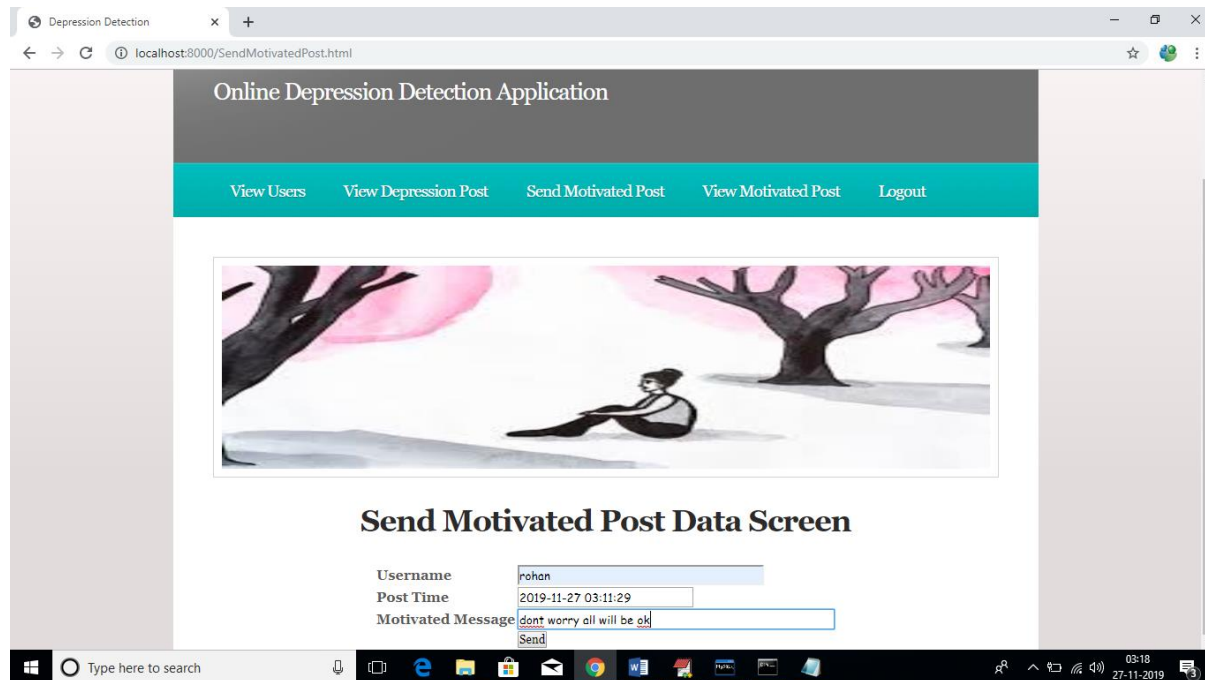 Depression Detection
localhost:8000/SendMotivatedPost.html
Online Depression Detection Application
View Users View Depression Post Send Motivated Post View Motivated Post Logout
Send Motivated Post Data Screen
Username rohan
Post Time 2019-11-27 03:11:29
Motivated Message dont worry all will be ok
Send
Type here to search
03:18
27-11-2019
3